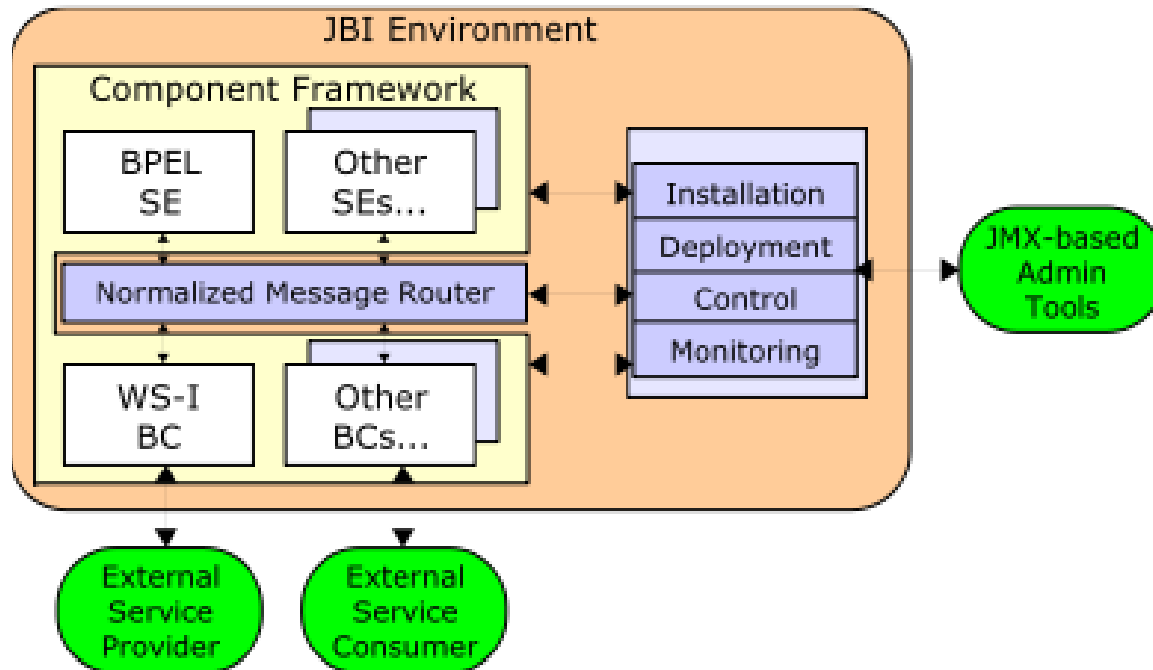 JBI Environment
Component Framework
BPEL
SE
Other
SEs...
Normalized Message Router
WS-I
BC
Other
BCs...
Installation
Deployment
Control
Monitoring
JMX-based
Admin
Tools
External
Service
Provider
External
Service
Consumer